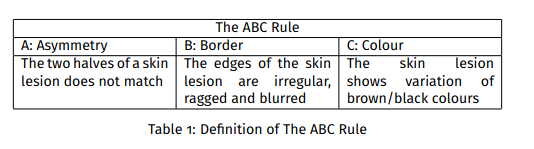 The ABC Rule
A: Asymmetry B: Border C: Colour
The two halves of a skin The edges of the skin The skin lesion
lesion does not match lesion are irregular, shows variation of
ragged and blurred brown/black colours
Table 1: Definition of The ABC Rule